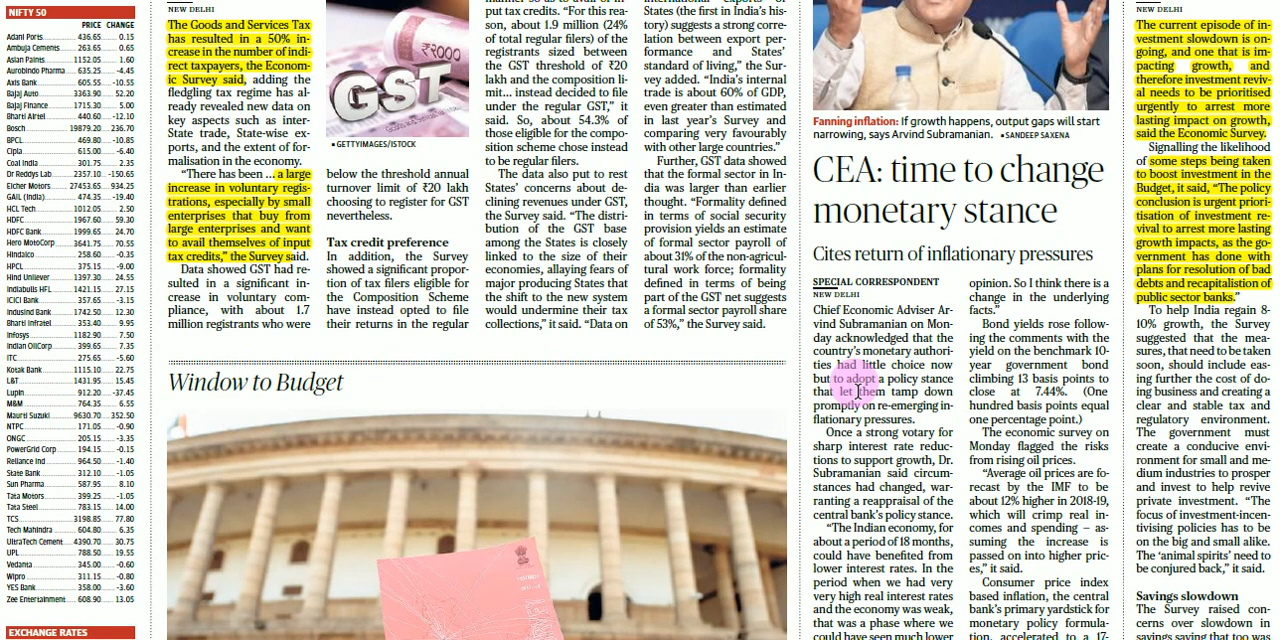 NIFTY 50
PRICE CHANGE
Adani Ports 436.65 0.15
Ambuja Cements 263.65 0.65
Asian Paints 1152.05 1.60
Aurobindo Pharma 635.25 -4.45
Axis Bank 605.55 -10.55
Bajaj Auto 3363.90 52.20
Bajaj Finance 1715.30 5.00
Bharti Airtel 440.60 -12.10
Bosch 19879.20 236.70
BPCL 469.80 -10.85
Cipla 615.00 -6.40
Coal India 301.75 2.35
Dr Reddys Lab 2357.10 -150.65
Eicher Motors 27453.65 934.25
GAIL (India) 474.35 -19.40
HCL Tech 1012.05 2.50
HDFC 1967.60 59.30
HDFC Bank 1999.65 24.70
Hero MotoCorp 3641.75 70.55
Hindalco 258.60 -0.35
HPCL 375.15 -9.00
Hind Unilever 1397.30 24.55
Indiabulls HFL 1421.15 27.15
ICICI Bank 357.65 -3.15
IndusInd Bank 1742.50 12.30
Bharti Infratel 353.40 9.95
Infosys 1182.90 7.50
Indian OilCorp 399.65 7.35
ITC 275.65 -5.60
Kotak Bank 1115.10 22.75
L&T 1431.95 15.45
Lupin 912.20 -37.45
M&M 764.35 6.55
Maruti Suzuki 9630.70 352.50
NTPC 171.05 -0.90
ONGC 205.15 -3.35
PowerGrid Corp 194.15 -0.15
Reliance Ind 964.50 -1.40
State Bank 312.10 -1.05
Sun Pharma 587.95 8.10
Tata Motors 399.25 -1.05
Tata Steel 783.15 14.00
TCS 3198.85 77.80
Tech Mahindra 604.80 6.35
UltraTech Cement 4390.70 30.75
UPL 788.50 19.55
Vedanta 345.00 -0.60
Wipro 311.15 -0.80
YES Bank 358.00 -3.60
Zee Entertainment 608.90 13.05
EXCHANGE RATES
NEW DELHI
The Goods and Services Tax
has resulted in a 50% in-
crease in the number of indi-
rect taxpayers, the Econom-
ic Survey said, adding the
fledgling tax regime has al-
ready revealed new data on
key aspects such as inter-
State trade, State-wise ex-
ports, and the extent of for-
malisation in the economy.
“There has been ... a large
increase in voluntary regis-
trations, especially by small
enterprises that buy from
large enterprises and want
to avail themselves of input
tax credits,” the Survey said.
Data showed GST had re-
sulted in a significant in-
crease in voluntary com-
pliance, with about 1.7
million registrants who were
₹2000
GST
▪ GETTYIMAGES/ISTOCK
below the threshold annual
turnover limit of ₹20 lakh
choosing to register for GST
nevertheless.
Tax credit preference
In addition, the Survey
showed a significant propor-
tion of tax filers eligible for
the Composition Scheme
have instead opted to file
their returns in the regular
put tax credits. “For this rea-
son, about 1.9 million (24%
of total regular filers) of the
registrants sized between
the GST threshold of ₹20
lakh and the composition li-
mit... instead decided to file
under the regular GST,” it
said. So, about 54.3% of
those eligible for the compo-
sition scheme chose instead
to be regular filers.
The data also put to rest
States’ concerns about de-
clining revenues under GST,
the Survey said. “The distri-
bution of the GST base
among the States is closely
linked to the size of their
economies, allaying fears of
major producing States that
the shift to the new system
would undermine their tax
collections,” it said. “Data on
States (the first in India’s his-
tory) suggests a strong corre-
lation between export per-
formance and States’
standard of living,” the Sur-
vey added. “India’s internal
trade is about 60% of GDP,
even greater than estimated
in last year’s Survey and
comparing very favourably
with other large countries.”
Further, GST data showed
that the formal sector in In-
dia was larger than earlier
thought. “Formality defined
in terms of social security
provision yields an estimate
of formal sector payroll of
about 31% of the non-agricul-
tural work force; formality
defined in terms of being
part of the GST net suggests
a formal sector payroll share
of 53%,” the Survey said.
Window to Budget
Fanning inflation: If growth happens, output gaps will start
narrowing, says Arvind Subramanian. ▪ SANDEEP SAXENA
CEA: time to change
monetary stance
Cites return of inflationary pressures
SPECIAL CORRESPONDENT
NEW DELHI
Chief Economic Adviser Ar-
vind Subramanian on Mon-
day acknowledged that the
country’s monetary authori-
ties had little choice now
but to adopt a policy stance
that let them tamp down
promptly on re-emerging in-
flationary pressures.
Once a strong votary for
sharp interest rate reduc-
tions to support growth, Dr.
Subramanian said circum-
stances had changed, war-
ranting a reappraisal of the
central bank’s policy stance.
“The Indian economy, for
about a period of 18 months,
could have benefited from
lower interest rates. In the
period when we had very
very high real interest rates
and the economy was weak,
that was a phase where we
could have seen much lower
opinion. So I think there is a
change in the underlying
facts.”
Bond yields rose follow-
ing the comments with the
yield on the benchmark 10-
year government bond
climbing 13 basis points to
close at 7.44%. (One
hundred basis points equal
one percentage point.)
The economic survey on
Monday flagged the risks
from rising oil prices.
“Average oil prices are fo-
recast by the IMF to be
about 12% higher in 2018-19,
which will crimp real in-
comes and spending – as-
suming the increase is
passed on into higher pric-
es,” it said.
Consumer price index
based inflation, the central
bank’s primary yardstick for
monetary policy formula-
tion, accelerated to a 17-
NEW DELHI
The current episode of in-
vestment slowdown is on-
going, and one that is im-
pacting growth, and
therefore investment reviv-
al needs to be prioritised
urgently to arrest more
lasting impact on growth,
said the Economic Survey.
Signalling the likelihood
of some steps being taken
to boost investment in the
Budget, it said, “The policy
conclusion is urgent priori-
tisation of investment re-
vival to arrest more lasting
growth impacts, as the go-
vernment has done with
plans for resolution of bad
debts and recapitalisation of
public sector banks.”
To help India regain 8-
10% growth, the Survey
suggested that the mea-
sures, that need to be taken
soon, should include eas-
ing further the cost of do-
ing business and creating a
clear and stable tax and
regulatory environment.
The government must
create a conducive envi-
ronment for small and me-
dium industries to prosper
and invest to help revive
private investment. “The
focus of investment-incen-
tivising policies has to be
on the big and small alike.
The ‘animal spirits’ need to
be conjured back,” it said.
Savings slowdown
The Survey raised con-
cerns over slowdown in
savings saying that too was